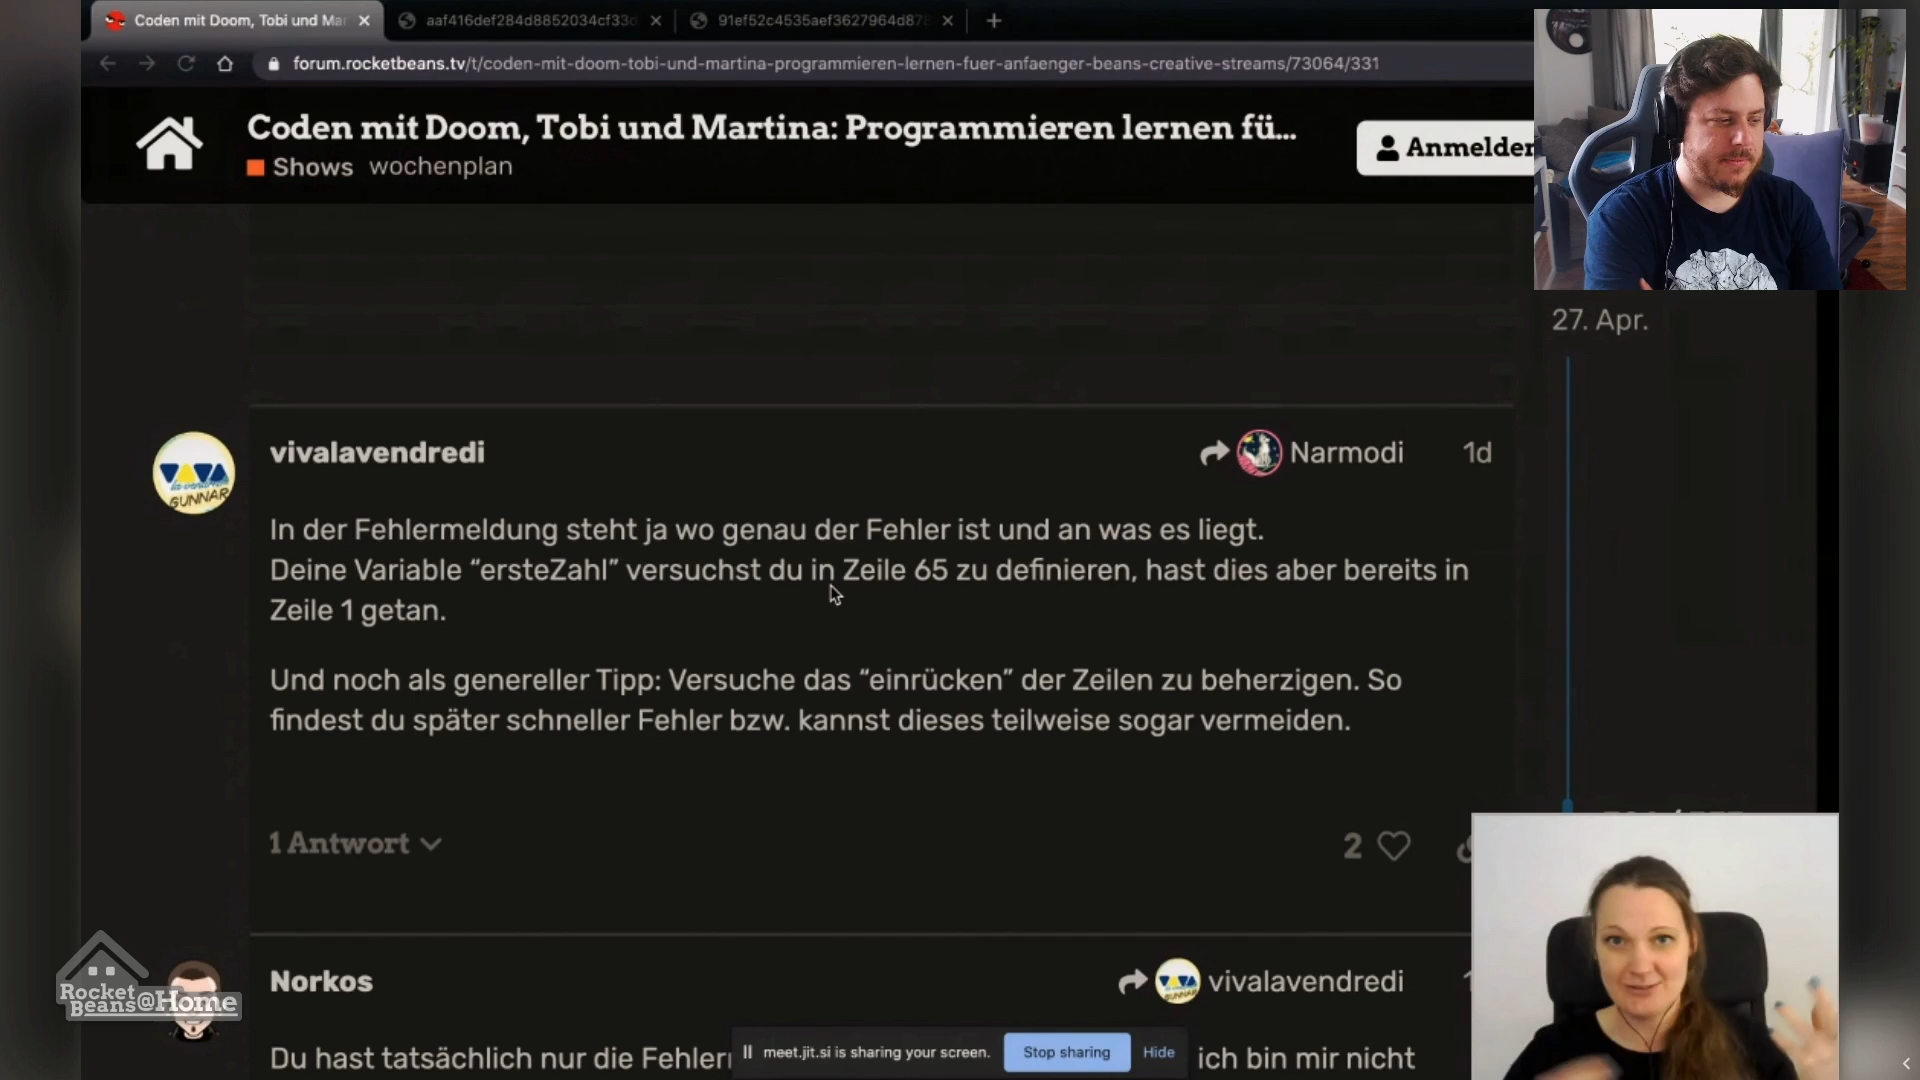 Coden mit Doom, Tobi und Mar
aaf416def284d8852034cf33d
91ef52c4535aef3627964d878
forum.rocketbeans.tv/t/coden-mit-doom-tobi-und-martina-programmieren-lernen-fuer-anfaenger-beans-creative-streams/73064/331
Coden mit Doom, Tobi und Martina: Programmieren lernen fü...
Shows wochenplan
Anmelden
27. Apr.
vivalavendredi
Narmodi
1d
In der Fehlermeldung steht ja wo genau der Fehler ist und an was es liegt.
Deine Variable “ersteZahl” versuchst du in Zeile 65 zu definieren, hast dies aber bereits in
Zeile 1 getan.
Und noch als genereller Tipp: Versuche das “einrücken” der Zeilen zu beherzigen. So
findest du später schneller Fehler bzw. kannst dieses teilweise sogar vermeiden.
1 Antwort
2
Norkos
vivalavendredi
Rocket
Beans@Home
Du hast tatsächlich nur die
meet.jit.si is sharing your screen.
Stop sharing
Hide
ich bin mir nicht